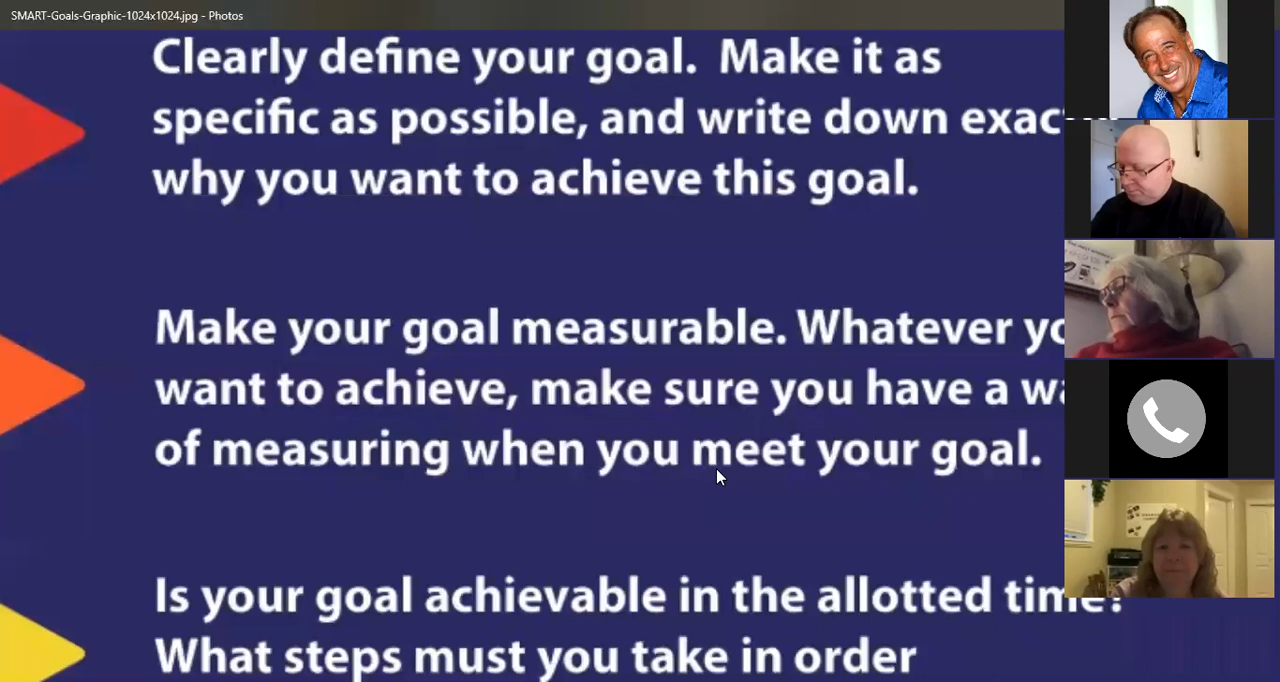 SMART-Goals-Graphic-1024x1024.jpg - Photos
Clearly define your goal. Make it as
specific as possible, and write down
why you want to achieve this goal.
Make your goal measurable. Whatever
want to achieve, make sure you have a
of measuring when you meet your goal.
Is your goal achievable in the allotted time?
What steps must you take in order